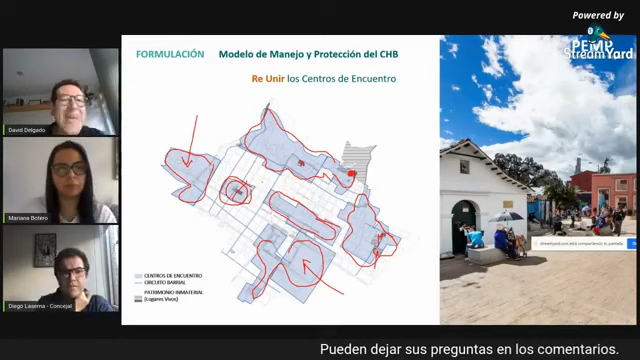 Powered by
StreamYard
PEMP
FORMULACIÓN Modelo de Manejo y Protección del CHB
Re Unir los Centros de Encuentro
David Delgado
Mariana Botero
Diego Laserna - Concejal
CENTROS DE ENCUENTRO
CIRCUITO BARRIAL
PATRIMONIO INMATERIAL
(Lugares Vivos)
Pueden dejar sus preguntas en los comentarios.